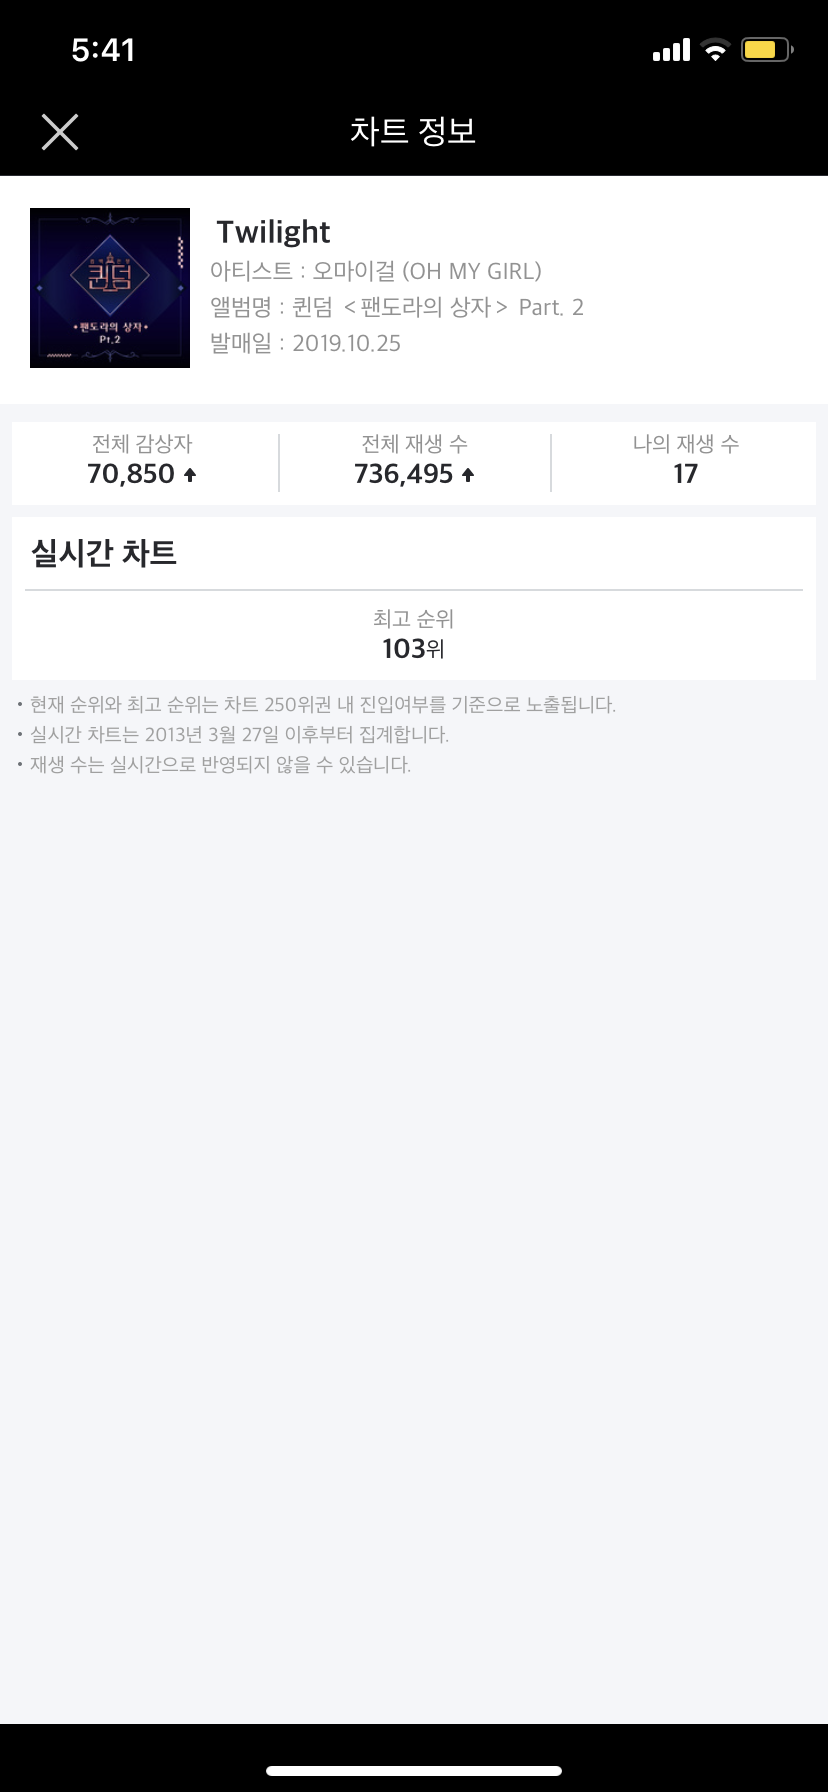 5:41
차트 정보
퀸덤
•팬도라의 상자•
Pt.2
Twilight
아티스트 : 오마이걸 (OH MY GIRL)
앨범명 : 퀸덤 <팬도라의 상자> Part. 2
발매일 : 2019.10.25
전체 감상자
70,850
전체 재생 수
736,495
나의 재생 수
17
실시간 차트
최고 순위
103위
• 현재 순위와 최고 순위는 차트 250위권 내 진입여부를 기준으로 노출됩니다.
• 실시간 차트는 2013년 3월 27일 이후부터 집계합니다.
• 재생 수는 실시간으로 반영되지 않을 수 있습니다.